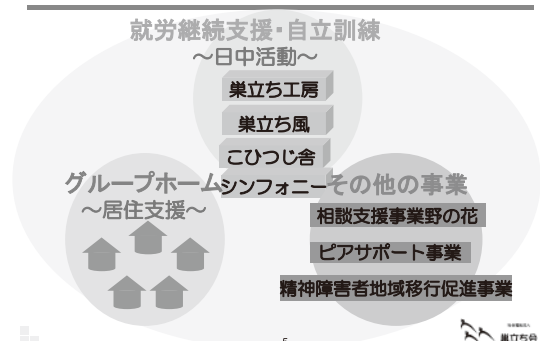 就労継続支援・自立訓練
～日中活動～
巣立ち工房
巣立ち風
こひつじ舎
シンフォニー
グループホーム
～居住支援～
その他の事業
相談支援事業野の花
ピアサポート事業
精神障害者地域移行促進事業
巣立ち会